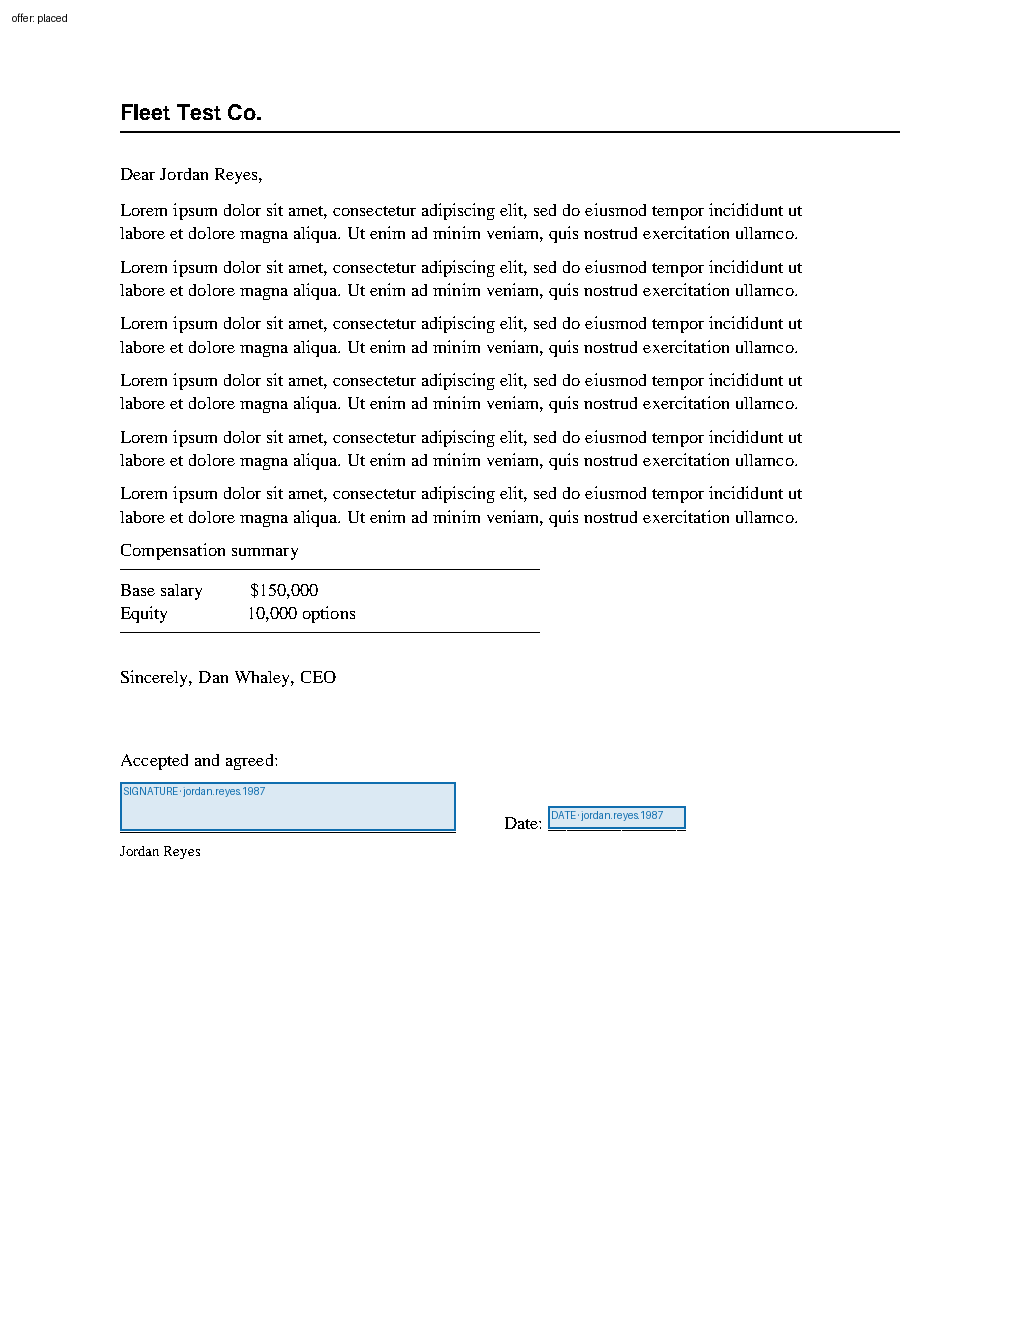 offer: placed
Fleet Test Co.
Dear Jordan Reyes,
Lorem ipsum dolor sit amet, consectetur adipiscing elit, sed do eiusmod tempor incididunt ut
labore et dolore magna aliqua. Ut enim ad minim veniam, quis nostrud exercitation ullamco.
Lorem ipsum dolor sit amet, consectetur adipiscing elit, sed do eiusmod tempor incididunt ut
labore et dolore magna aliqua. Ut enim ad minim veniam, quis nostrud exercitation ullamco.
Lorem ipsum dolor sit amet, consectetur adipiscing elit, sed do eiusmod tempor incididunt ut
labore et dolore magna aliqua. Ut enim ad minim veniam, quis nostrud exercitation ullamco.
Lorem ipsum dolor sit amet, consectetur adipiscing elit, sed do eiusmod tempor incididunt ut
labore et dolore magna aliqua. Ut enim ad minim veniam, quis nostrud exercitation ullamco.
Lorem ipsum dolor sit amet, consectetur adipiscing elit, sed do eiusmod tempor incididunt ut
labore et dolore magna aliqua. Ut enim ad minim veniam, quis nostrud exercitation ullamco.
Lorem ipsum dolor sit amet, consectetur adipiscing elit, sed do eiusmod tempor incididunt ut
labore et dolore magna aliqua. Ut enim ad minim veniam, quis nostrud exercitation ullamco.
Compensation summary
Base salary $150,000
Equity 10,000 options
Sincerely, Dan Whaley, CEO
Accepted and agreed:
SIGNATURE · jordan.reyes.1987
Date: DATE · jordan.reyes.1987
Jordan Reyes